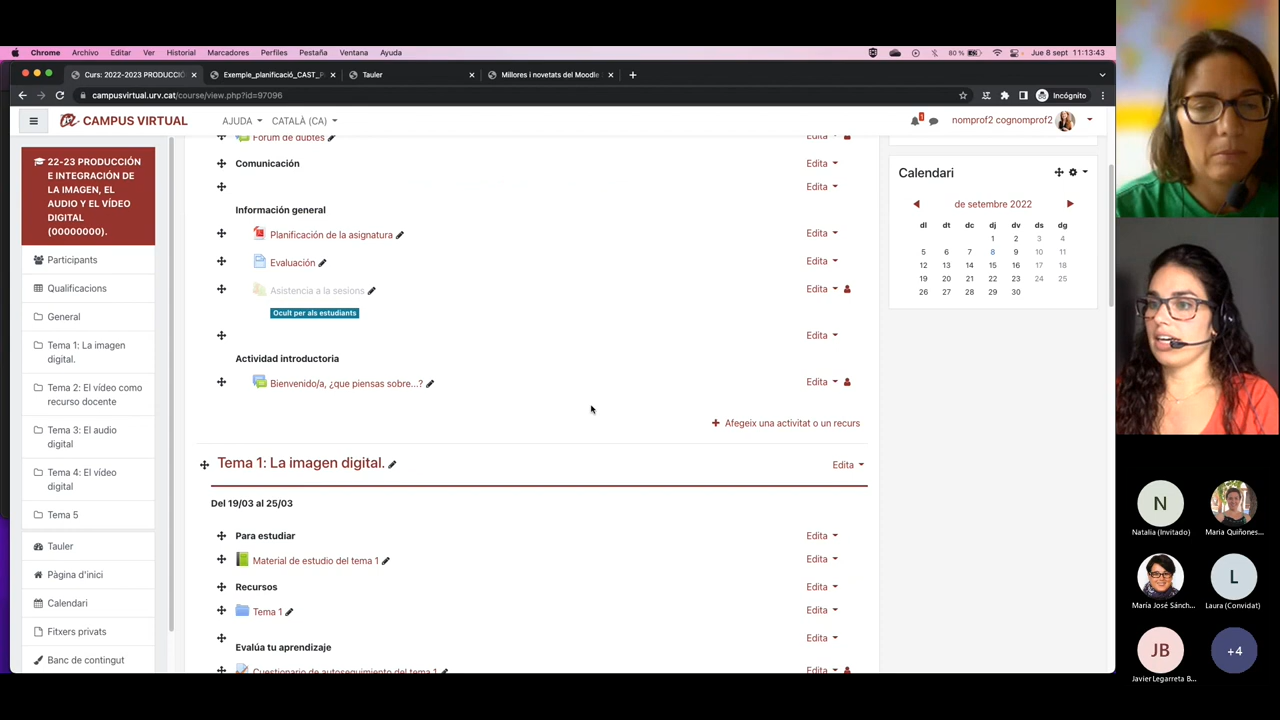 Chrome Archivo Editar Ver Historial Marcadores Perfiles Pestaña Ventana Ayuda
80 % Jue 8 sept 11:13:43
Curs: 2022-2023 PRODUCCIÓ
Exemple_planificació_CAST_P
Tauler
Millores i novetats del Moodle
campusvirtual.urv.cat/course/view.php?id=97096
Incógnito
CAMPUS VIRTUAL
AJUDA
CATALÀ (CA)
1
nomprof2 cognomprof2
22-23 PRODUCCIÓN
E INTEGRACIÓN DE
LA IMAGEN, EL
AUDIO Y EL VÍDEO
DIGITAL
(00000000).
Participants
Qualificacions
General
Tema 1: La imagen
digital.
Tema 2: El vídeo como
recurso docente
Tema 3: El audio
digital
Tema 4: El vídeo
digital
Tema 5
Tauler
Pàgina d'inici
Calendari
Fitxers privats
Banc de contingut
Fòrum de dubtes Edita
Comunicación Edita
Edita
Información general
Planificación de la asignatura Edita
Evaluación Edita
Asistencia a la sesions Edita
Ocult per als estudiants
Edita
Actividad introductoria
Bienvenido/a, ¿que piensas sobre...? Edita
Afegeix una activitat o un recurs
Tema 1: La imagen digital. Edita
Del 19/03 al 25/03
Para estudiar Edita
Material de estudio del tema 1 Edita
Recursos Edita
Tema 1 Edita
Edita
Evalúa tu aprendizaje
Cuestionario de autoseguimiento del tema 1 Edita
Calendari
de setembre 2022
dl dt dc dj dv ds dg
1 2 3 4
5 6 7 8 9 10 11
12 13 14 15 16 17 18
19 20 21 22 23 24 25
26 27 28 29 30
N
Natalia (Invitado)
Maria Quiñones...
María José Sánch...
L
Laura (Convidat)
JB
Javier Legarreta B...
+4